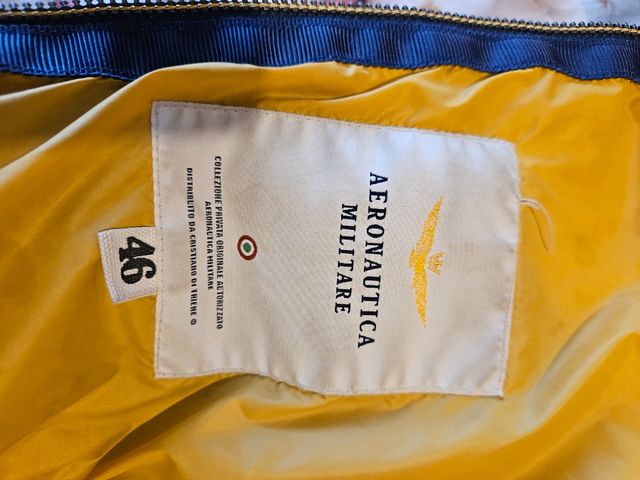 AERONAUTICA
MILITARE
COLLEZIONE PRIVATA ORIGINALE AUTORIZZATO
AERONAUTICA MILITARE
DISTRIBUITO DA CRISTIANO DI THIENE ©
46